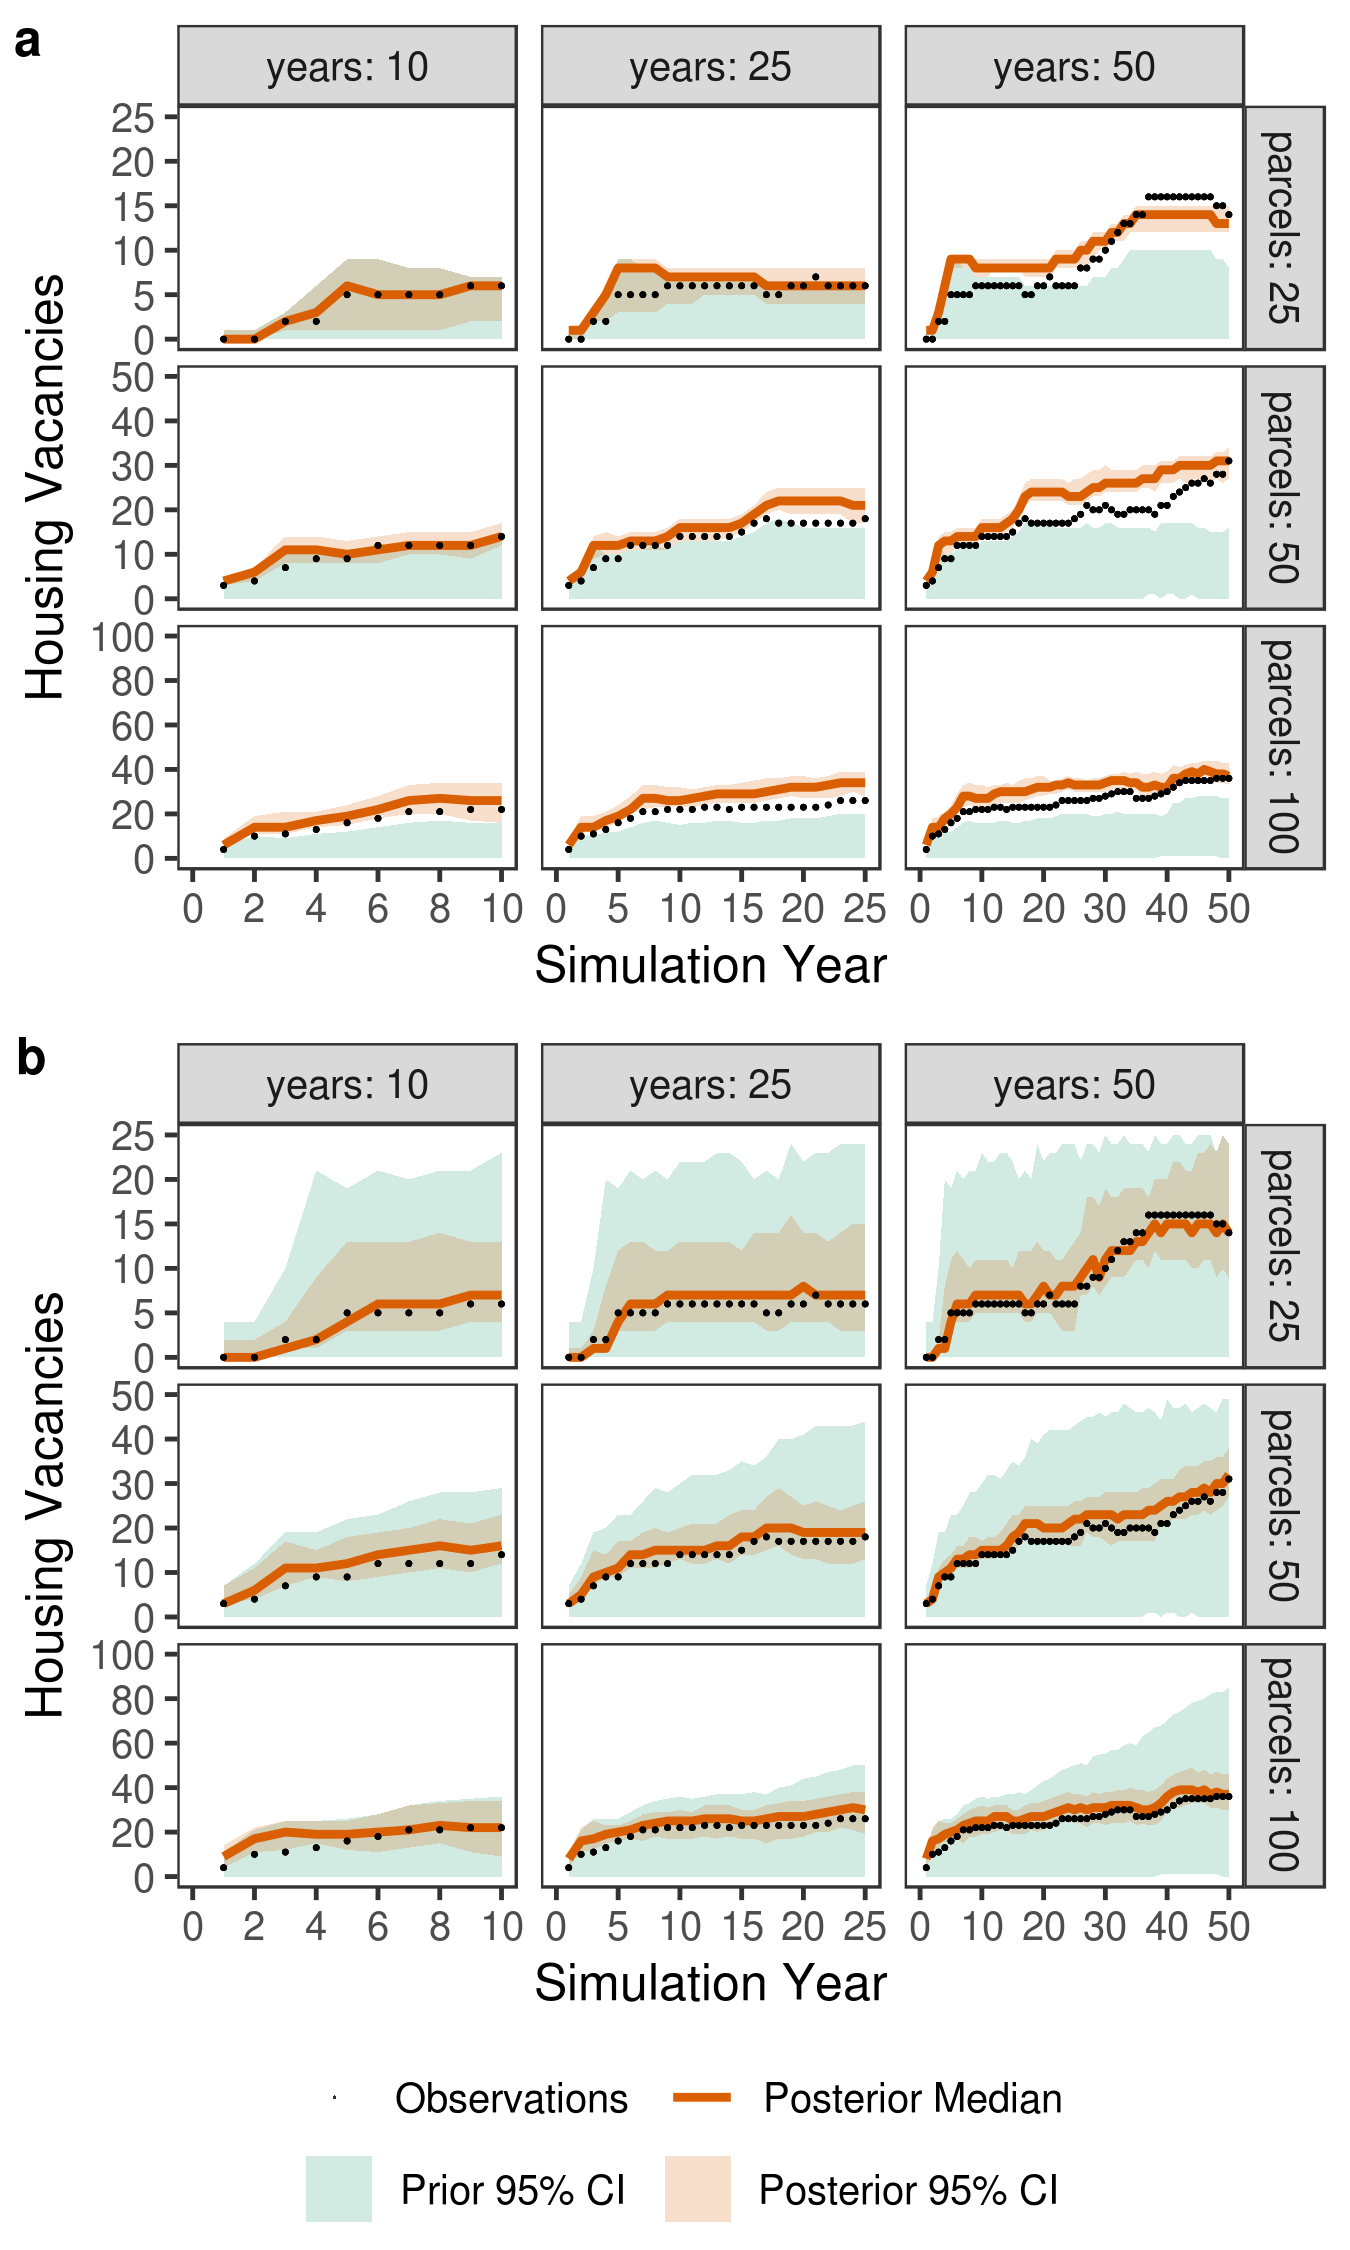 a
years: 10
years: 25
years: 50
25
20
15
10
5
0
parcels: 25
50
40
30
20
10
0
parcels: 50
100
80
60
40
20
0
parcels: 100
Housing Vacancies
0 2 4 6 8 10
0 5 10 15 20 25
0 10 20 30 40 50
Simulation Year
b
years: 10
years: 25
years: 50
25
20
15
10
5
0
parcels: 25
50
40
30
20
10
0
parcels: 50
100
80
60
40
20
0
parcels: 100
Housing Vacancies
0 2 4 6 8 10
0 5 10 15 20 25
0 10 20 30 40 50
Simulation Year
Observations
Posterior Median
Prior 95% CI
Posterior 95% CI